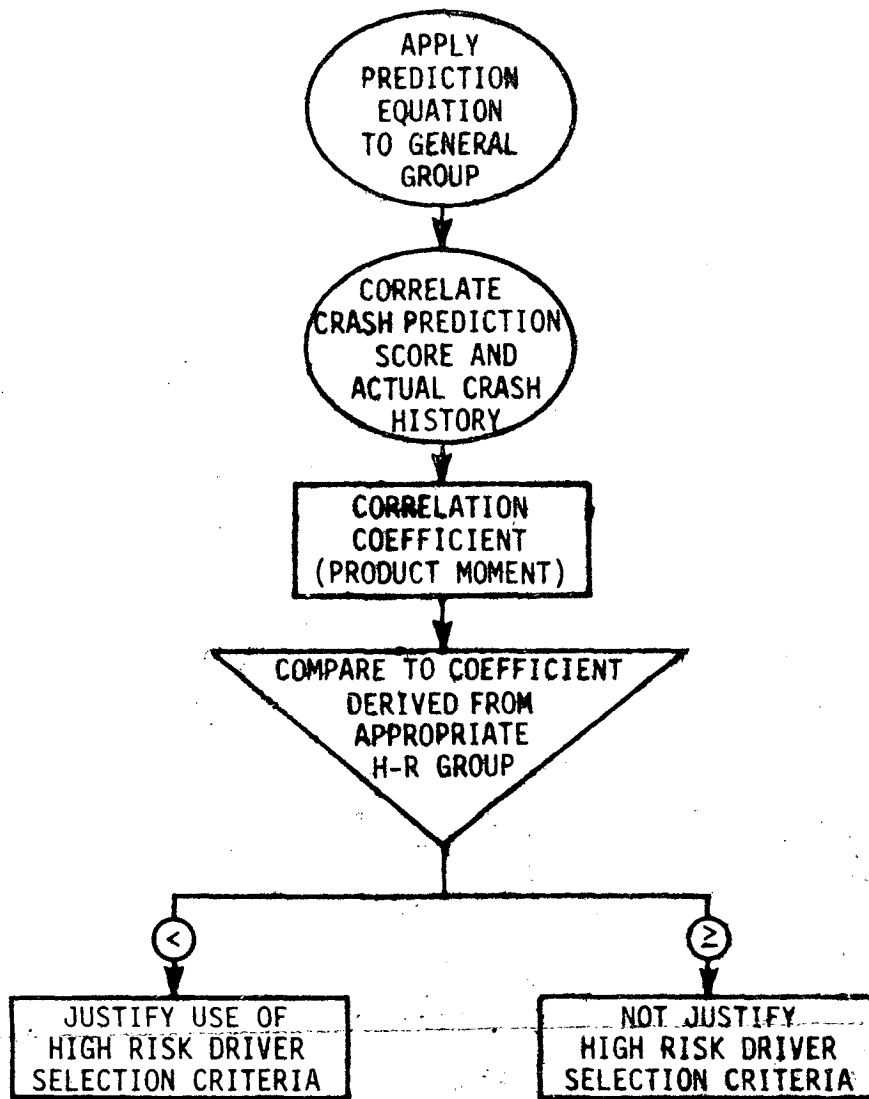 APPLY
PREDICTION
EQUATION
TO GENERAL
GROUP
CORRELATE
CRASH PREDICTION
SCORE AND
ACTUAL CRASH
HISTORY
CORRELATION
COEFFICIENT
(PRODUCT MOMENT)
COMPARE TO COEFFICIENT
DERIVED FROM
APPROPRIATE
H-R GROUP
<
≥
JUSTIFY USE OF
HIGH RISK DRIVER
SELECTION CRITERIA
NOT JUSTIFY
HIGH RISK DRIVER
SELECTION CRITERIA